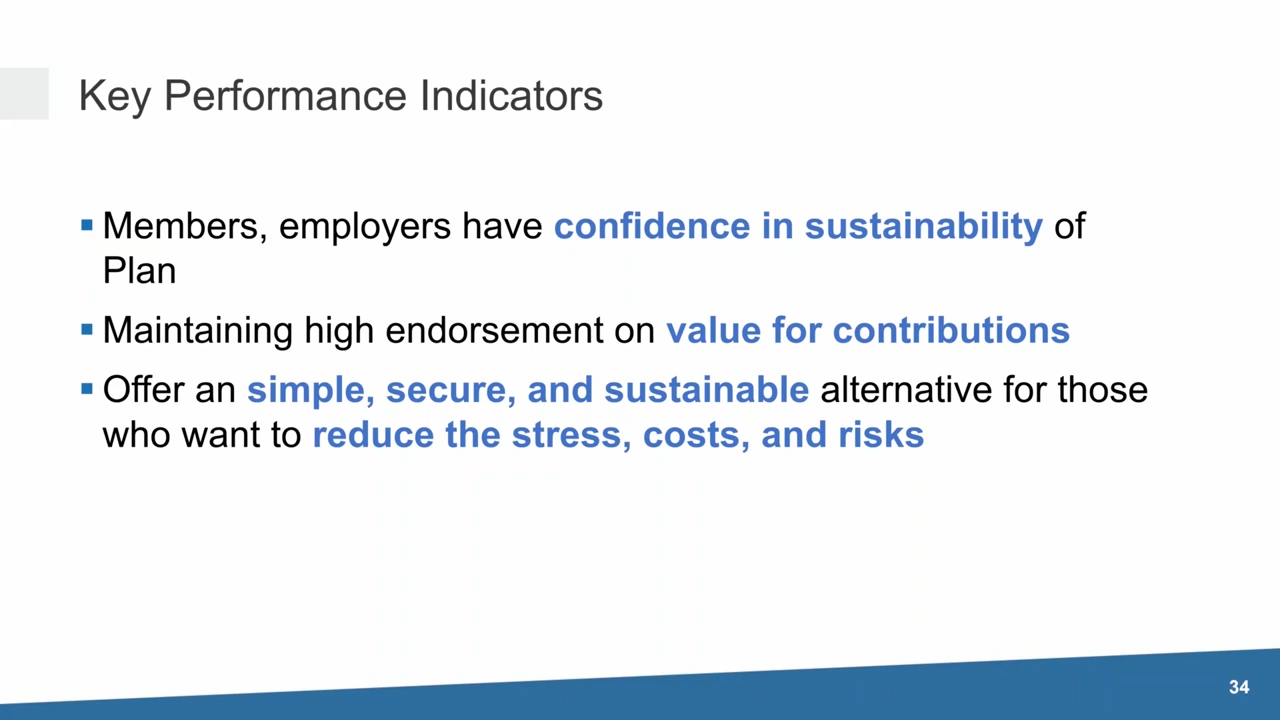 Key Performance Indicators
Members, employers have confidence in sustainability of
Plan
Maintaining high endorsement on value for contributions
Offer an simple, secure, and sustainable alternative for those
who want to reduce the stress, costs, and risks
34